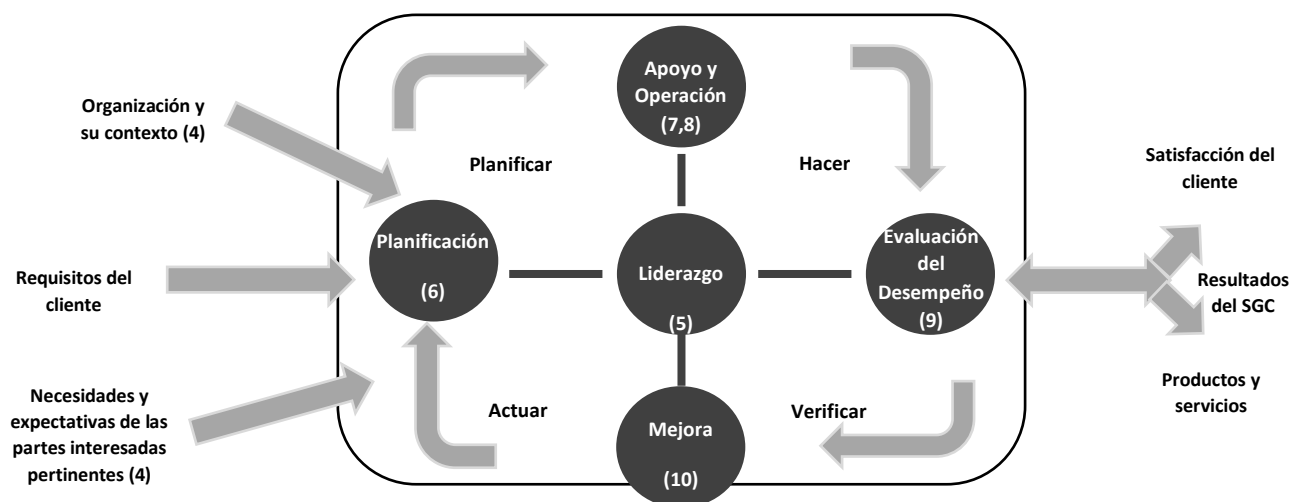 Organización y
su contexto (4)
Requisitos del
cliente
Necesidades y
expectativas de las
partes interesadas
pertinentes (4)
Planificar
Apoyo y
Operación
(7,8)
Hacer
Planificación
(6)
Liderazgo
(5)
Evaluación
del
Desempeño
(9)
Actuar
Mejora
(10)
Verificar
Satisfacción del
cliente
Resultados
del SGC
Productos y
servicios